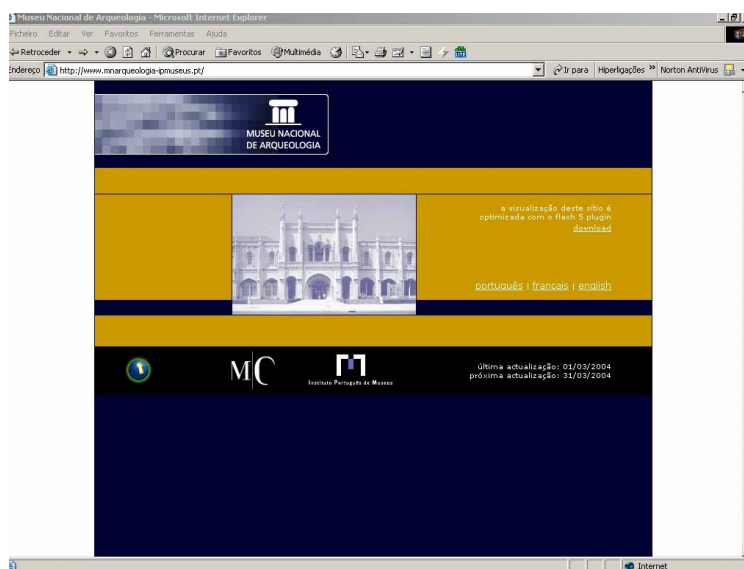 Museu Nacional de Arqueologia - Microsoft Internet Explorer
Ficheiro Editar Ver Favoritos Ferramentas Ajuda
Retroceder Procurar Favoritos Multimédia
Endereço http://www.mnarqueologia-ipmuseus.pt/ Ir para Hiperligações » Norton AntiVirus
MUSEU NACIONAL
DE ARQUEOLOGIA
a visualização deste sítio é
optimizada com o flash 5 plugin
download
português | français | english
M|C
Instituto Português de Museus
última actualização: 01/03/2004
próxima actualização: 31/03/2004
Internet